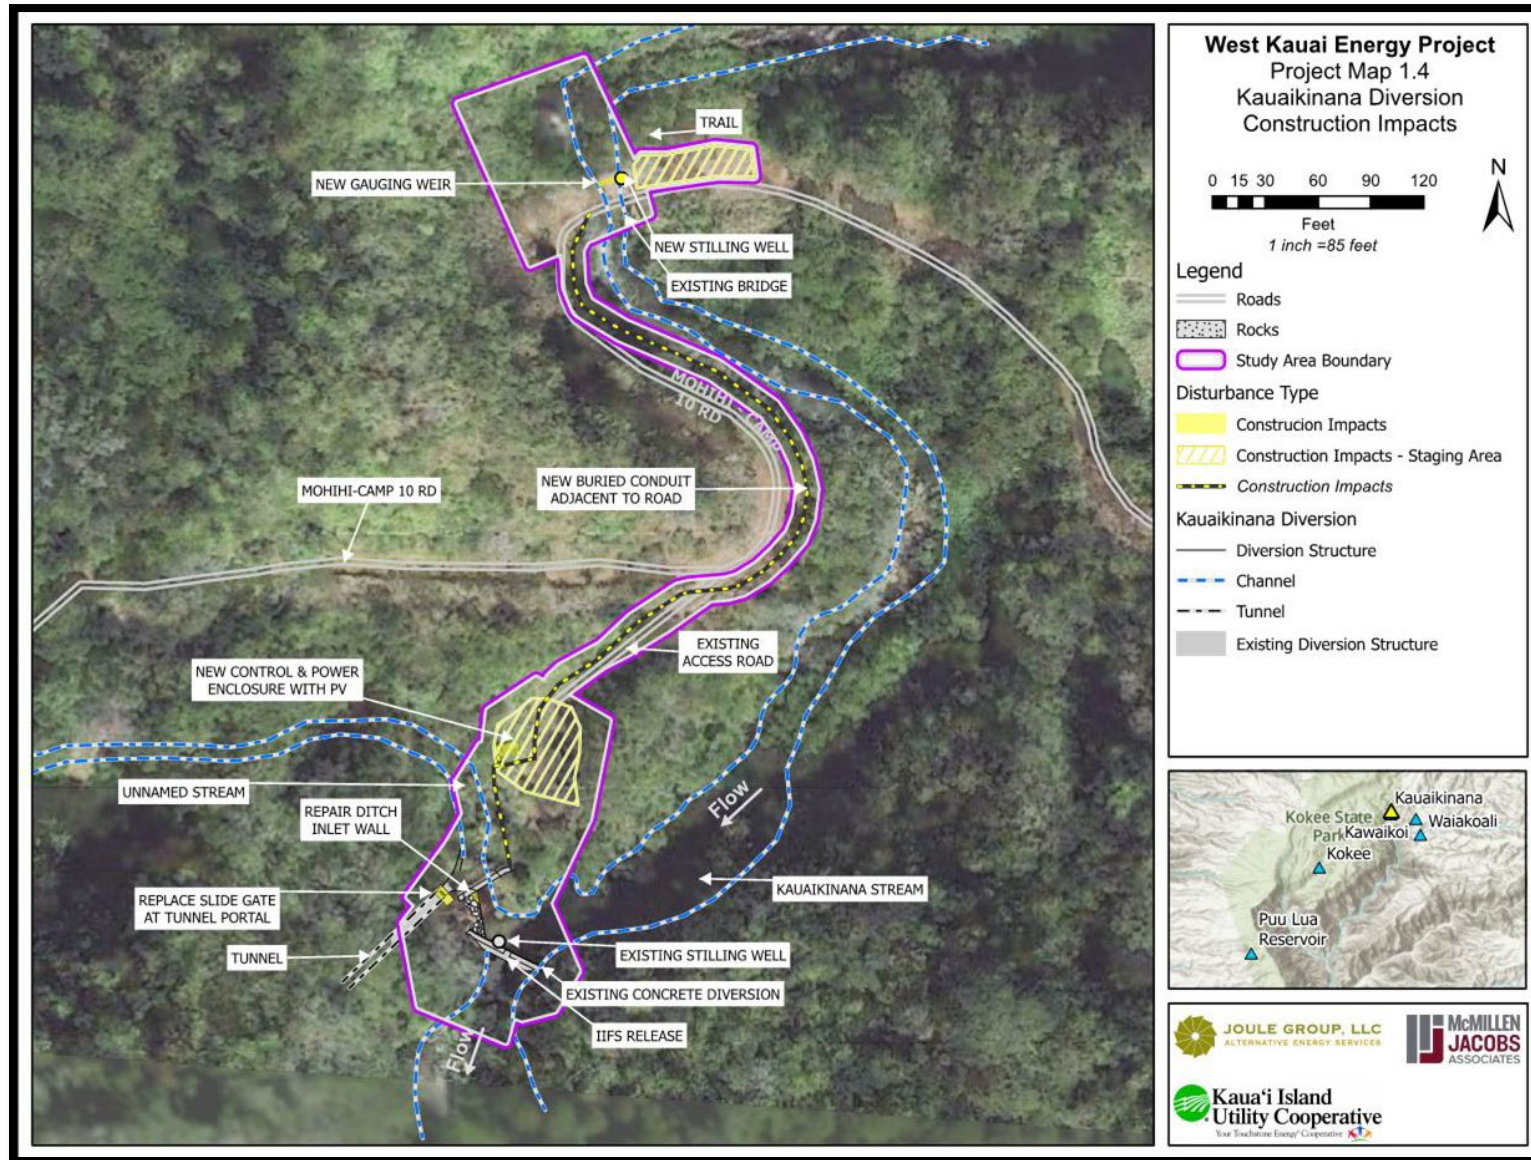 TRAIL
NEW GAUGING WEIR
NEW STILLING WELL
EXISTING BRIDGE
MOHIHI - CAMP
10 RD
NEW BURIED CONDUIT
ADJACENT TO ROAD
MOHIHI-CAMP 10 RD
EXISTING
ACCESS ROAD
NEW CONTROL & POWER
ENCLOSURE WITH PV
UNNAMED STREAM
Flow
REPAIR DITCH
INLET WALL
REPLACE SLIDE GATE
AT TUNNEL PORTAL
KAUAIKINANA STREAM
TUNNEL
EXISTING STILLING WELL
EXISTING CONCRETE DIVERSION
IIFS RELEASE
Flow
West Kauai Energy Project
Project Map 1.4
Kauaikinana Diversion
Construction Impacts
N
0 15 30 60 90 120
Feet
1 inch =85 feet
Legend
Roads
Rocks
Study Area Boundary
Disturbance Type
Construcion Impacts
Construction Impacts - Staging Area
Construction Impacts
Kauaikinana Diversion
Diversion Structure
Channel
Tunnel
Existing Diversion Structure
Kauaikinana
Kokee State
Park
Waiakoali
Kawaikoi
Kokee
Puu Lua
Reservoir
JOULE GROUP, LLC
ALTERNATIVE ENERGY SERVICES
McMILLEN
JACOBS
ASSOCIATES
Kaua‘i Island
Utility Cooperative
Your Touchstone Energy® Cooperative